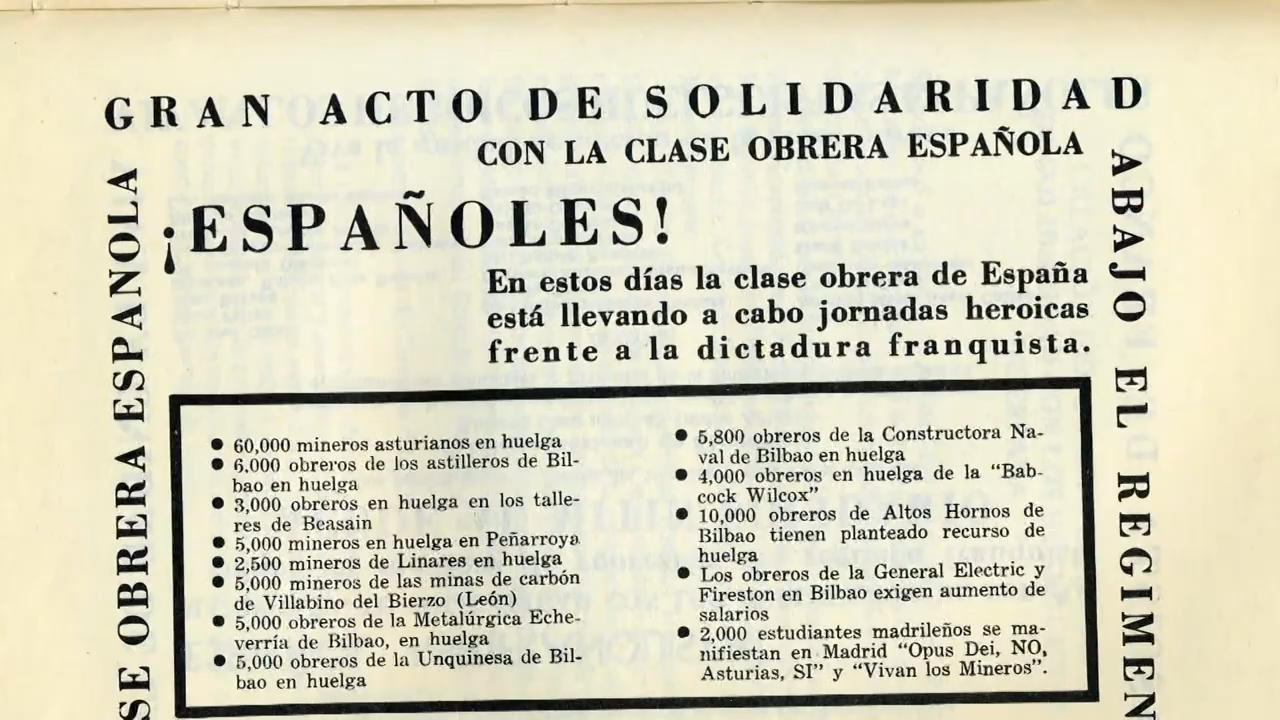 GRAN ACTO DE SOLIDARIDAD
CON LA CLASE OBRERA ESPAÑOLA
¡ESPAÑOLES!
En estos días la clase obrera de España
está llevando a cabo jornadas heroicas
frente a la dictadura franquista.
● 60,000 mineros asturianos en huelga
● 6,000 obreros de los astilleros de Bil-
bao en huelga
● 3,000 obreros en huelga en los talle-
res de Beasain
● 5,000 mineros en huelga en Peñarroya
● 2,500 mineros de Linares en huelga
● 5,000 mineros de las minas de carbón
de Villabino del Bierzo (León)
● 5,000 obreros de la Metalúrgica Eche-
verría de Bilbao, en huelga
● 5,000 obreros de la Unquinesa de Bil-
bao en huelga
● 5,800 obreros de la Constructora Na-
val de Bilbao en huelga
● 4,000 obreros en huelga de la “Bab-
cock Wilcox”
● 10,000 obreros de Altos Hornos de
Bilbao tienen planteado recurso de
huelga
● Los obreros de la General Electric y
Fireston en Bilbao exigen aumento de
salarios
● 2,000 estudiantes madrileños se ma-
nifiestan en Madrid “Opus Dei, NO,
Asturias, SI” y “Vivan los Mineros”.
SE OBRERA ESPAÑOLA
ABAJO EL REGIMEN